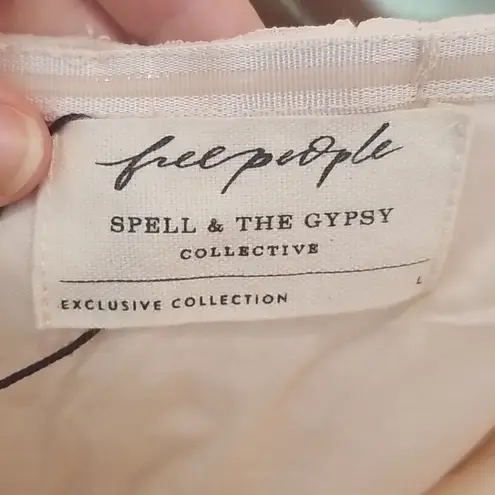 free people
SPELL & THE GYPSY
COLLECTIVE
L
EXCLUSIVE COLLECTION